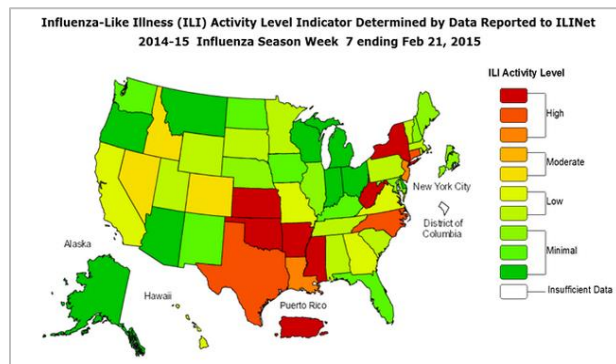 Influenza-Like Illness (ILI) Activity Level Indicator Determined by Data Reported to ILINet
2014-15 Influenza Season Week 7 ending Feb 21, 2015
ILI Activity Level
High
Moderate
Low
Minimal
Insufficient Data
New York City
District of
Columbia
Alaska
Hawaii
Puerto Rico